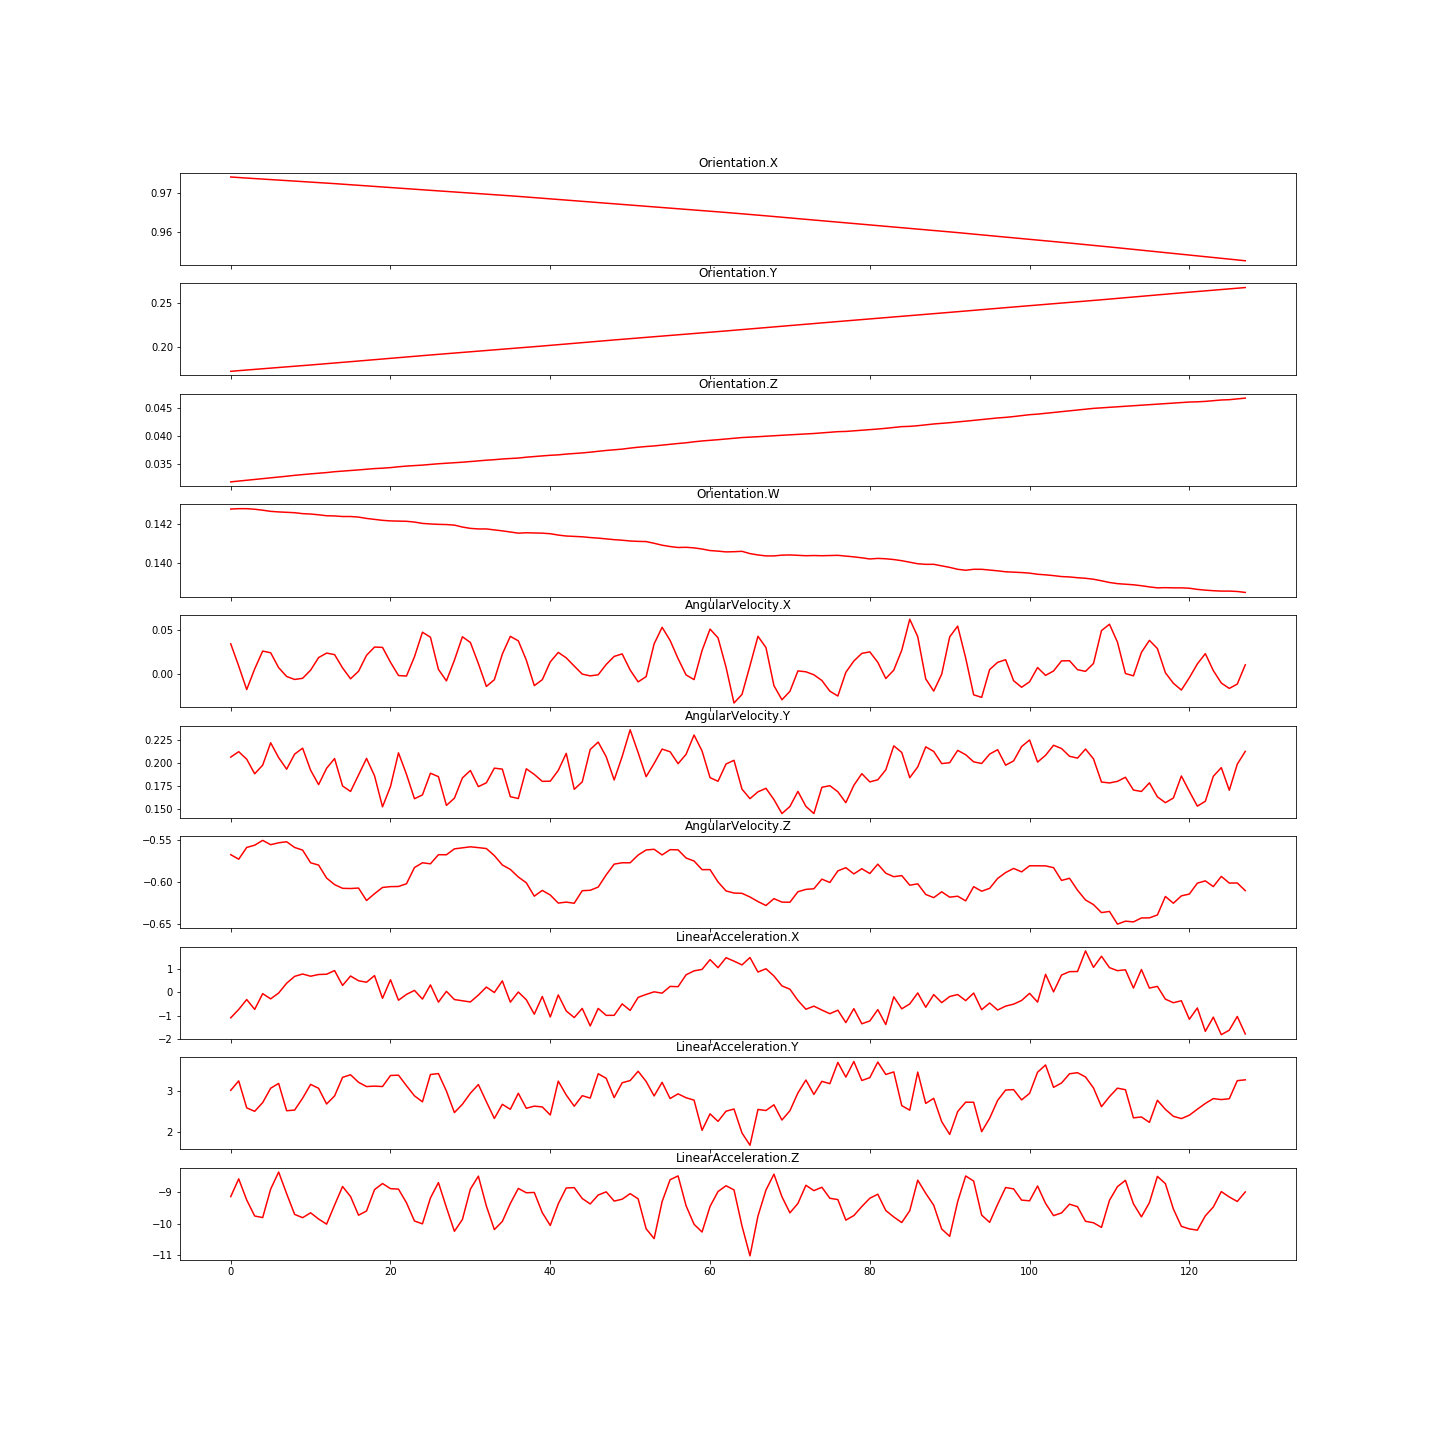 Orientation.X
0.97
0.96
Orientation.Y
0.25
0.20
Orientation.Z
0.045
0.040
0.035
Orientation.W
0.142
0.140
AngularVelocity.X
0.05
0.00
AngularVelocity.Y
0.225
0.200
0.175
0.150
AngularVelocity.Z
−0.55
−0.60
−0.65
LinearAcceleration.X
1
0
−1
−2
LinearAcceleration.Y
3
2
LinearAcceleration.Z
−9
−10
−11
0 20 40 60 80 100 120